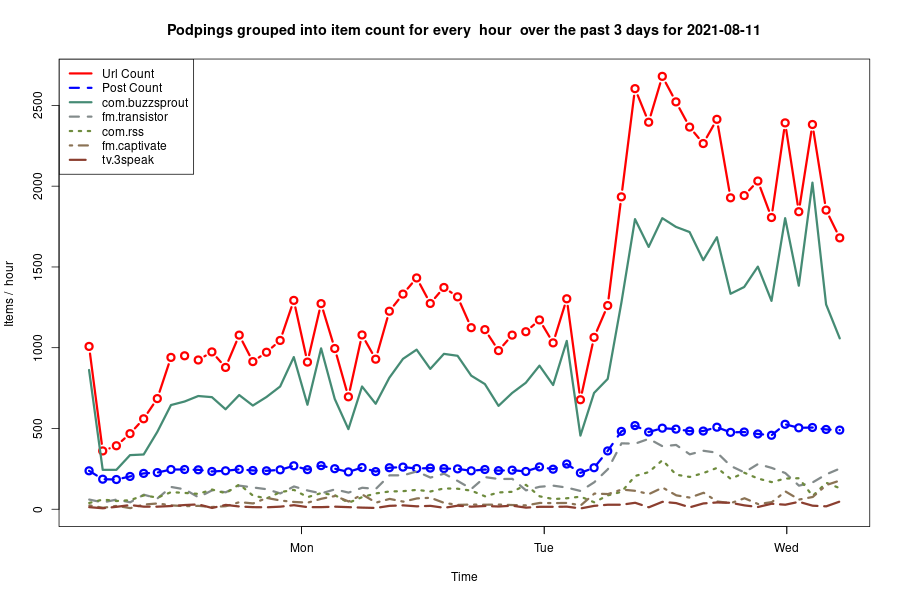 Podpings grouped into item count for every  hour  over the past 3 days for 2021-08-11
Url Count
Post Count
com.buzzsprout
fm.transistor
com.rss
fm.captivate
tv.3speak
Items /  hour
2500
2000
1500
1000
500
0
Mon Tue Wed
Time